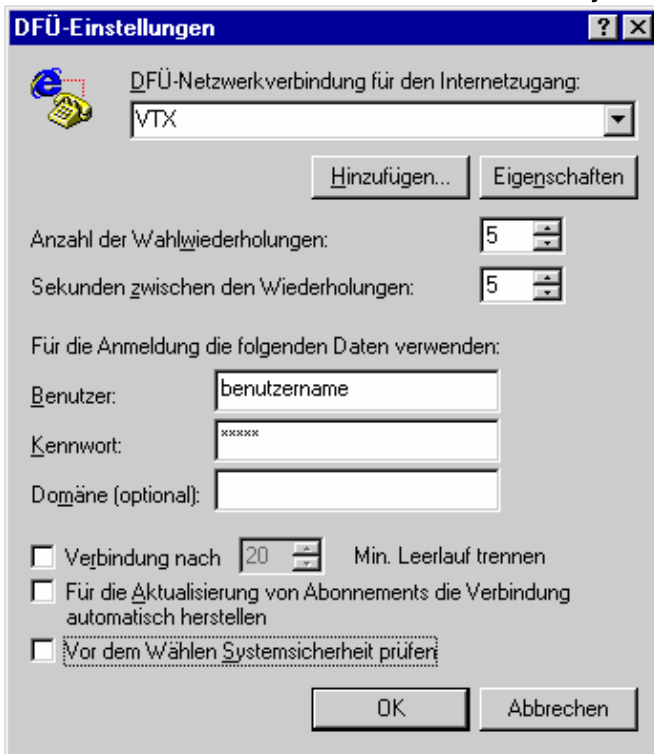 DFÜ-Einstellungen
DFÜ-Netzwerkverbindung für den Internetzugang:
VTX
Hinzufügen... Eigenschaften
Anzahl der Wahlwiederholungen: 5
Sekunden zwischen den Wiederholungen: 5
Für die Anmeldung die folgenden Daten verwenden:
Benutzer: benutzername
Kennwort: *****
Domäne (optional):
Verbindung nach 20 Min. Leerlauf trennen
Für die Aktualisierung von Abonnements die Verbindung
automatisch herstellen
Vor dem Wählen Systemsicherheit prüfen
OK Abbrechen